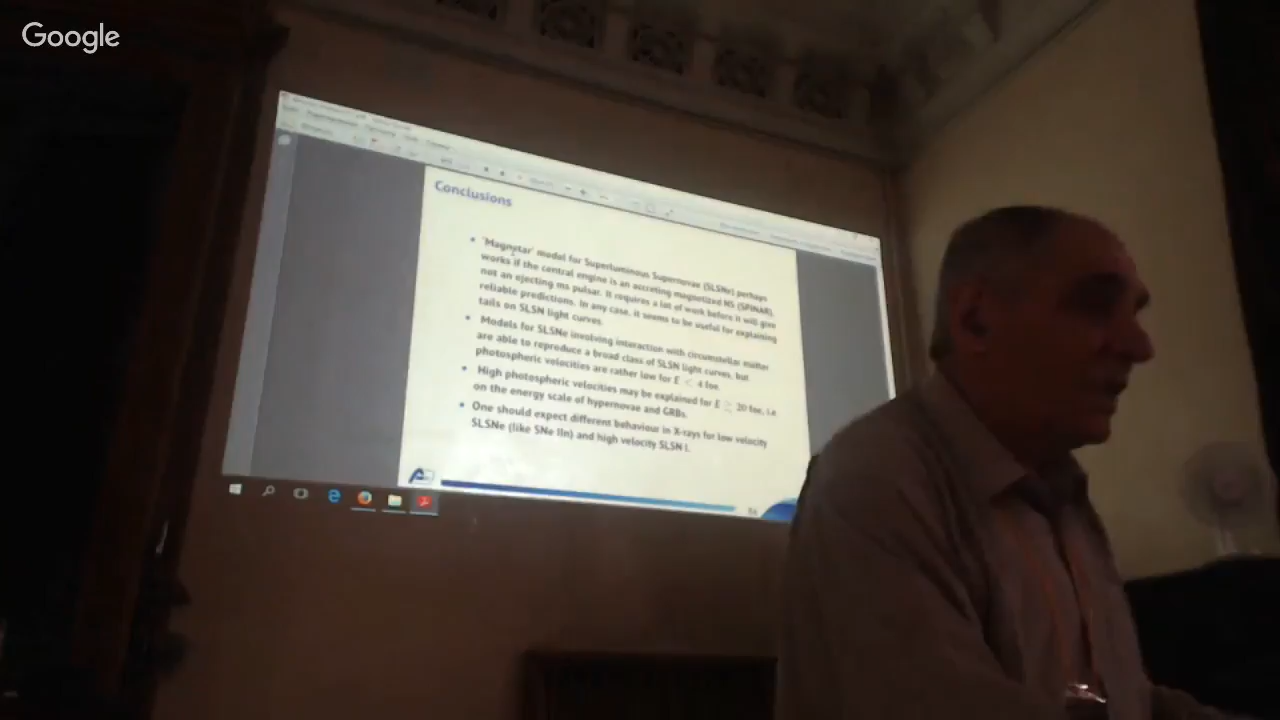 Google
Conclusions
'Magnetar' model for Superluminous Supernovae (SLSNe) perhaps
works if the central engine is an accreting magnetized NS (SPINAR),
not an ejecting ms pulsar. It requires a lot of work before it will give
reliable predictions. In any case, it seems to be useful for explaining
tails on SLSN light curves.
Models for SLSNe involving interaction with circumstellar matter
are able to reproduce a broad class of SLSN light curves, but
photospheric velocities are rather low for E < 4 foe.
High photospheric velocities may be explained for E ≳ 20 foe, i.e
on the energy scale of hypernovae and GRBs.
One should expect different behaviour in X-rays for low velocity
SLSNe (like SNe IIn) and high velocity SLSN I.